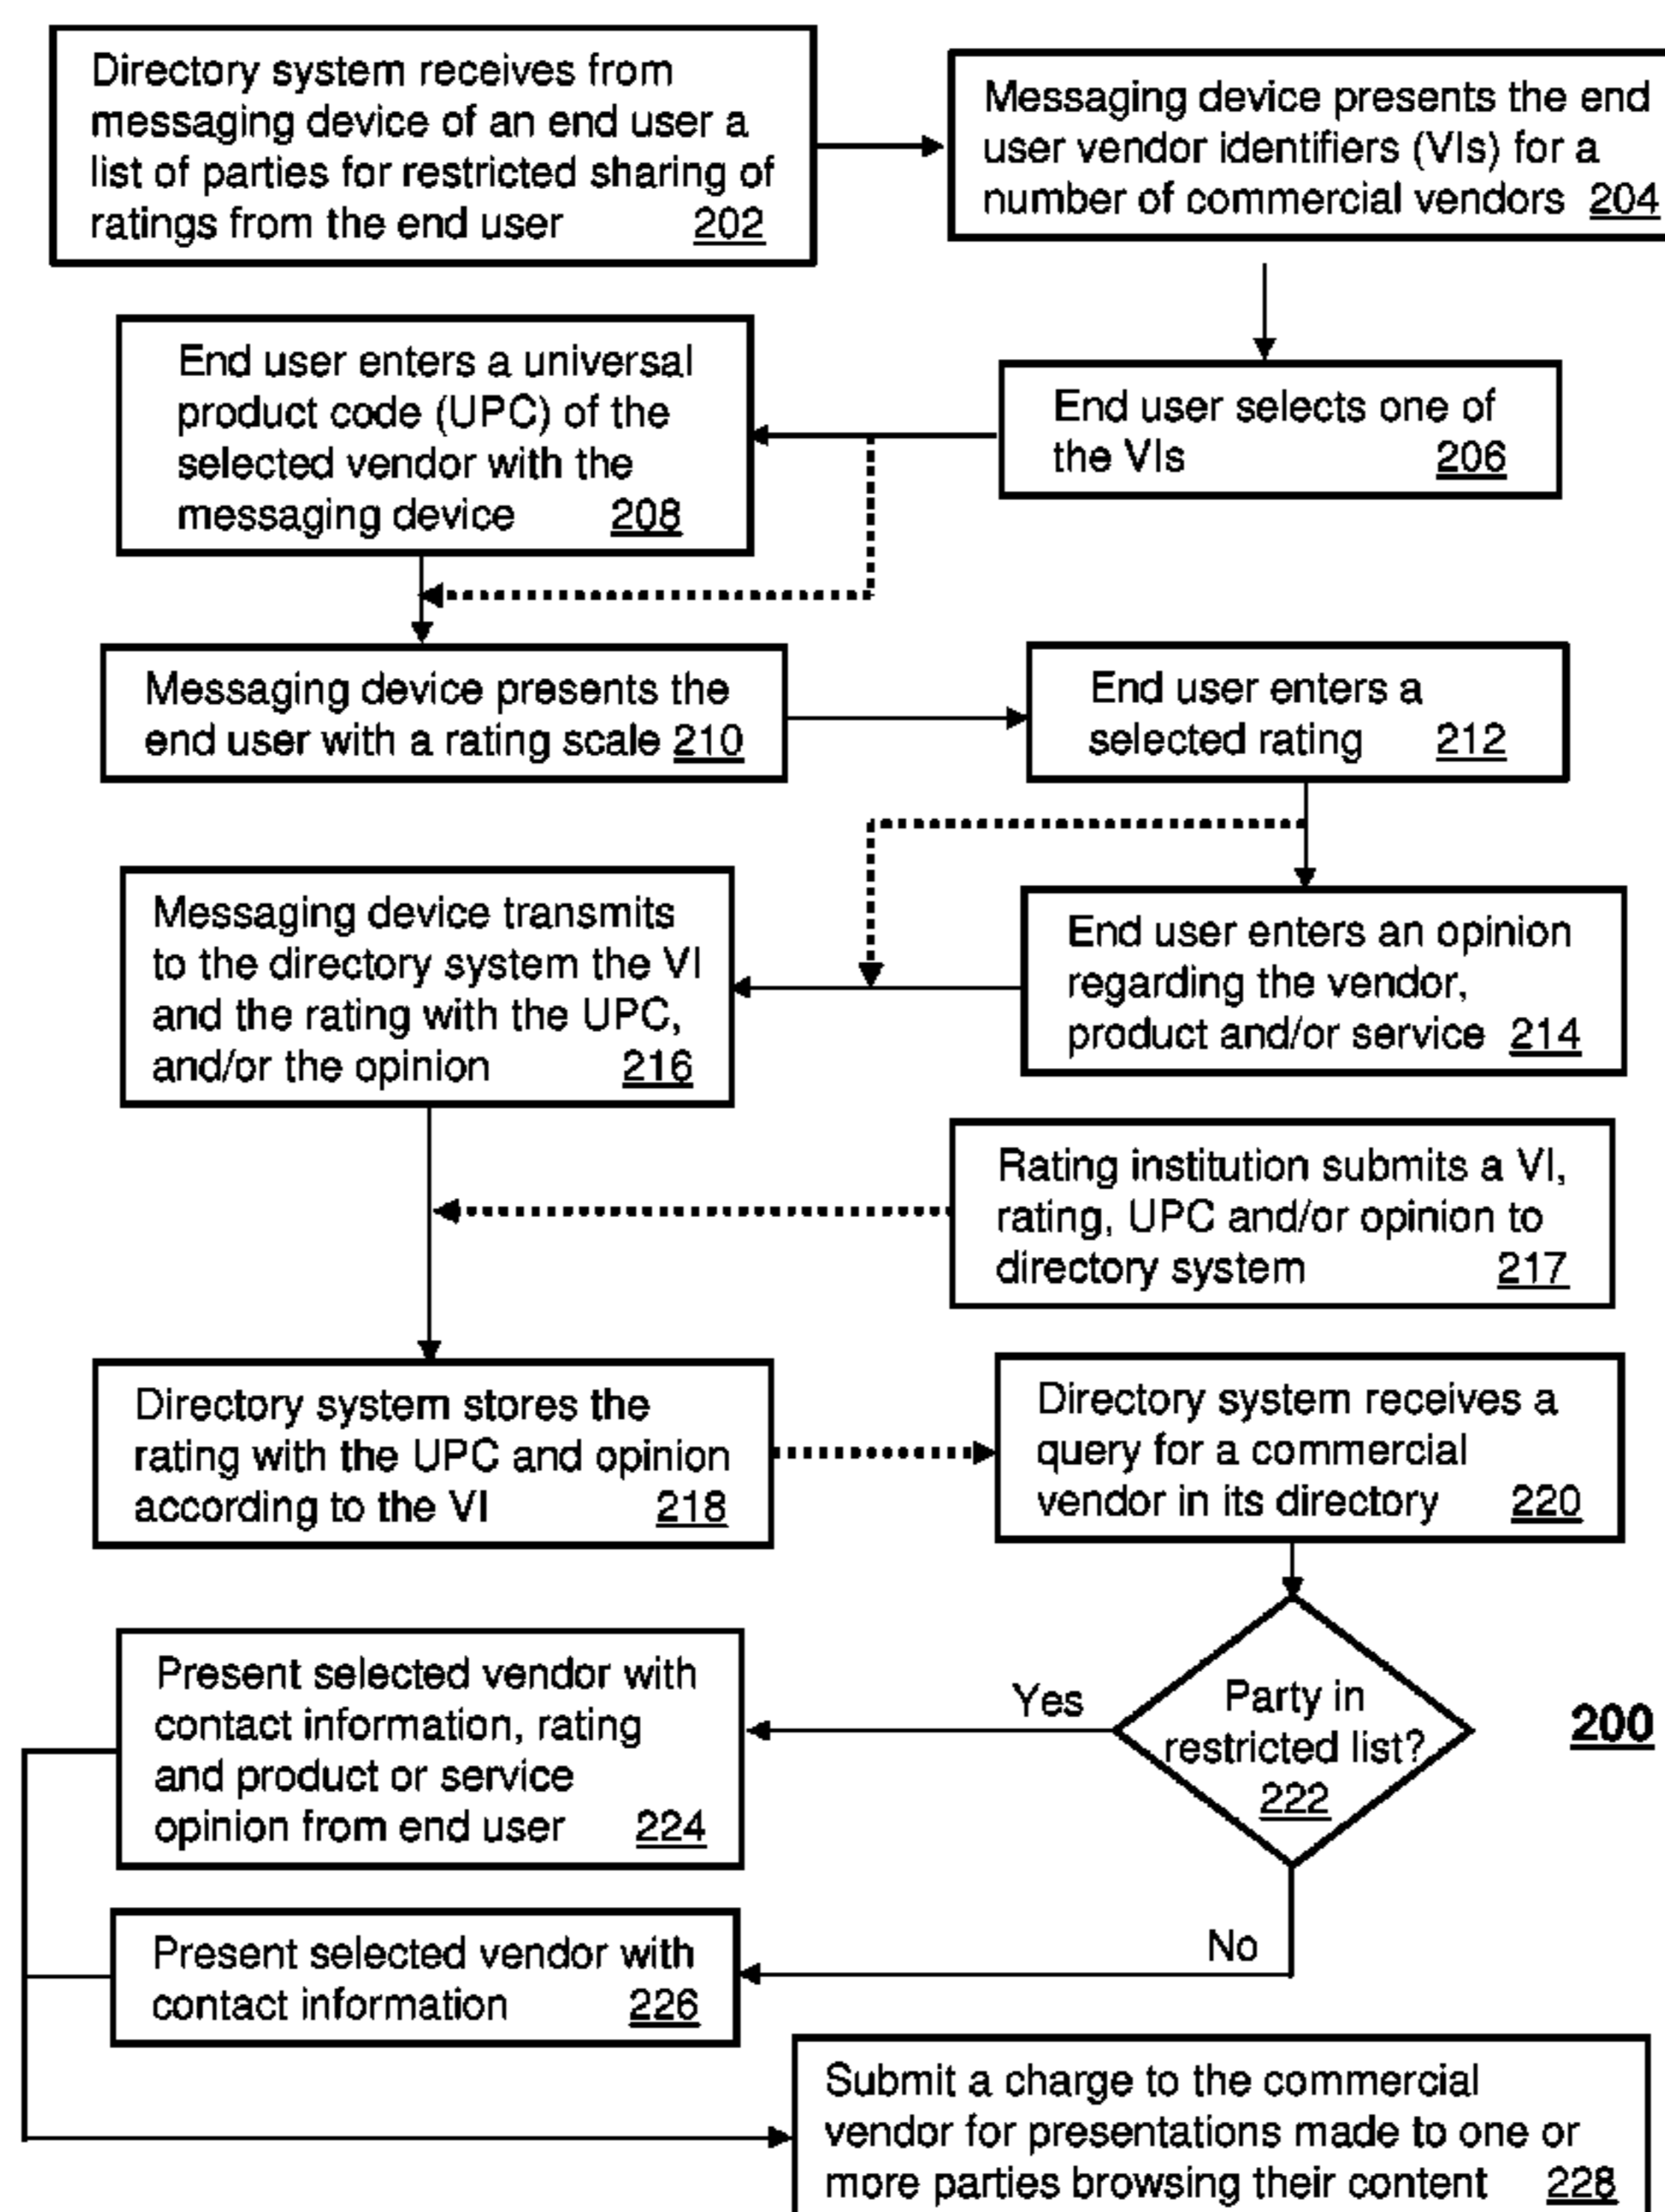 Directory system receives from
messaging device of an end user a
list of parties for restricted sharing of
ratings from the end user 202
Messaging device presents the end
user vendor identifiers (VIs) for a
number of commercial vendors 204
End user selects one of
the VIs 206
End user enters a universal
product code (UPC) of the
selected vendor with the
messaging device 208
Messaging device presents the
end user with a rating scale 210
End user enters a
selected rating 212
End user enters an opinion
regarding the vendor,
product and/or service 214
Messaging device transmits
to the directory system the VI
and the rating with the UPC,
and/or the opinion 216
Rating institution submits a VI,
rating, UPC and/or opinion to
directory system 217
Directory system stores the
rating with the UPC and opinion
according to the VI 218
Directory system receives a
query for a commercial
vendor in its directory 220
Party in
restricted list?
222
200
Yes
Present selected vendor with
contact information, rating
and product or service
opinion from end user 224
No
Present selected vendor with
contact information 226
Submit a charge to the commercial
vendor for presentations made to one or
more parties browsing their content 228